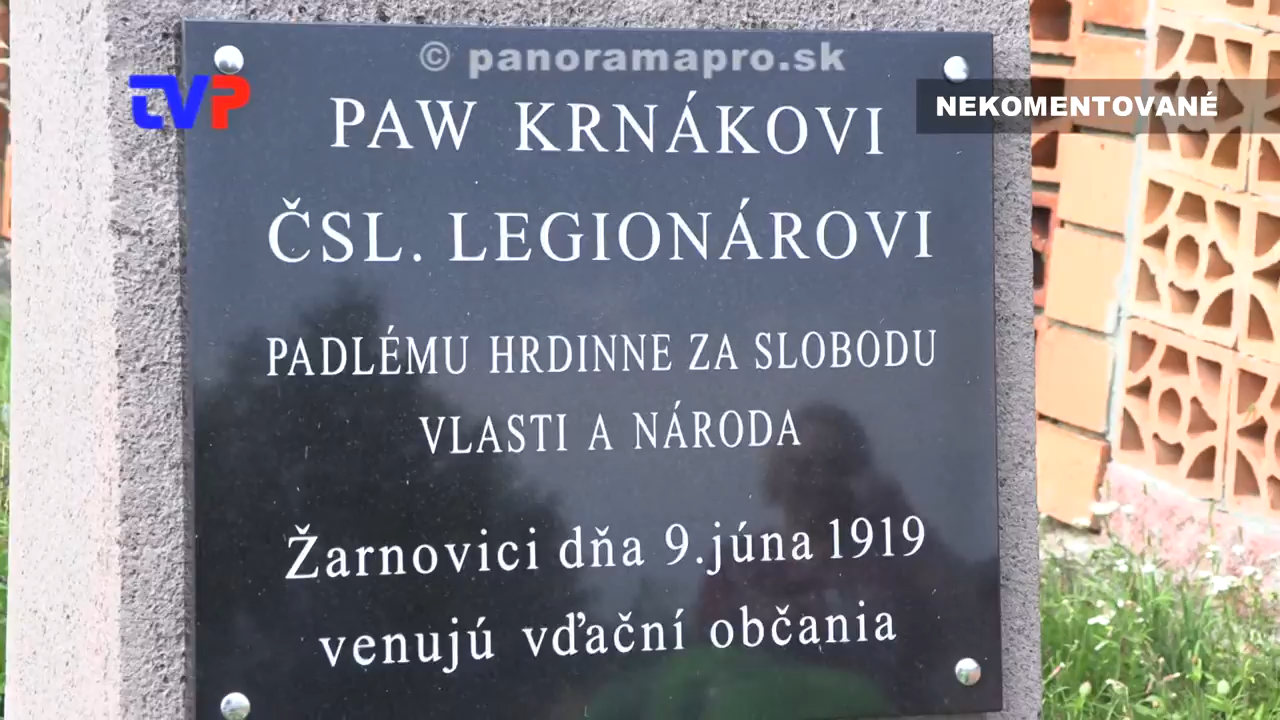 © panoramapro.sk
TVP
NEKOMENTOVANÉ
PAW KRNÁKOVI
ČSL. LEGIONÁROVI
PADLÉMU HRDINNE ZA SLOBODU
VLASTI A NÁRODA
Žarnovici dňa 9. júna 1919
venujú vďační občania